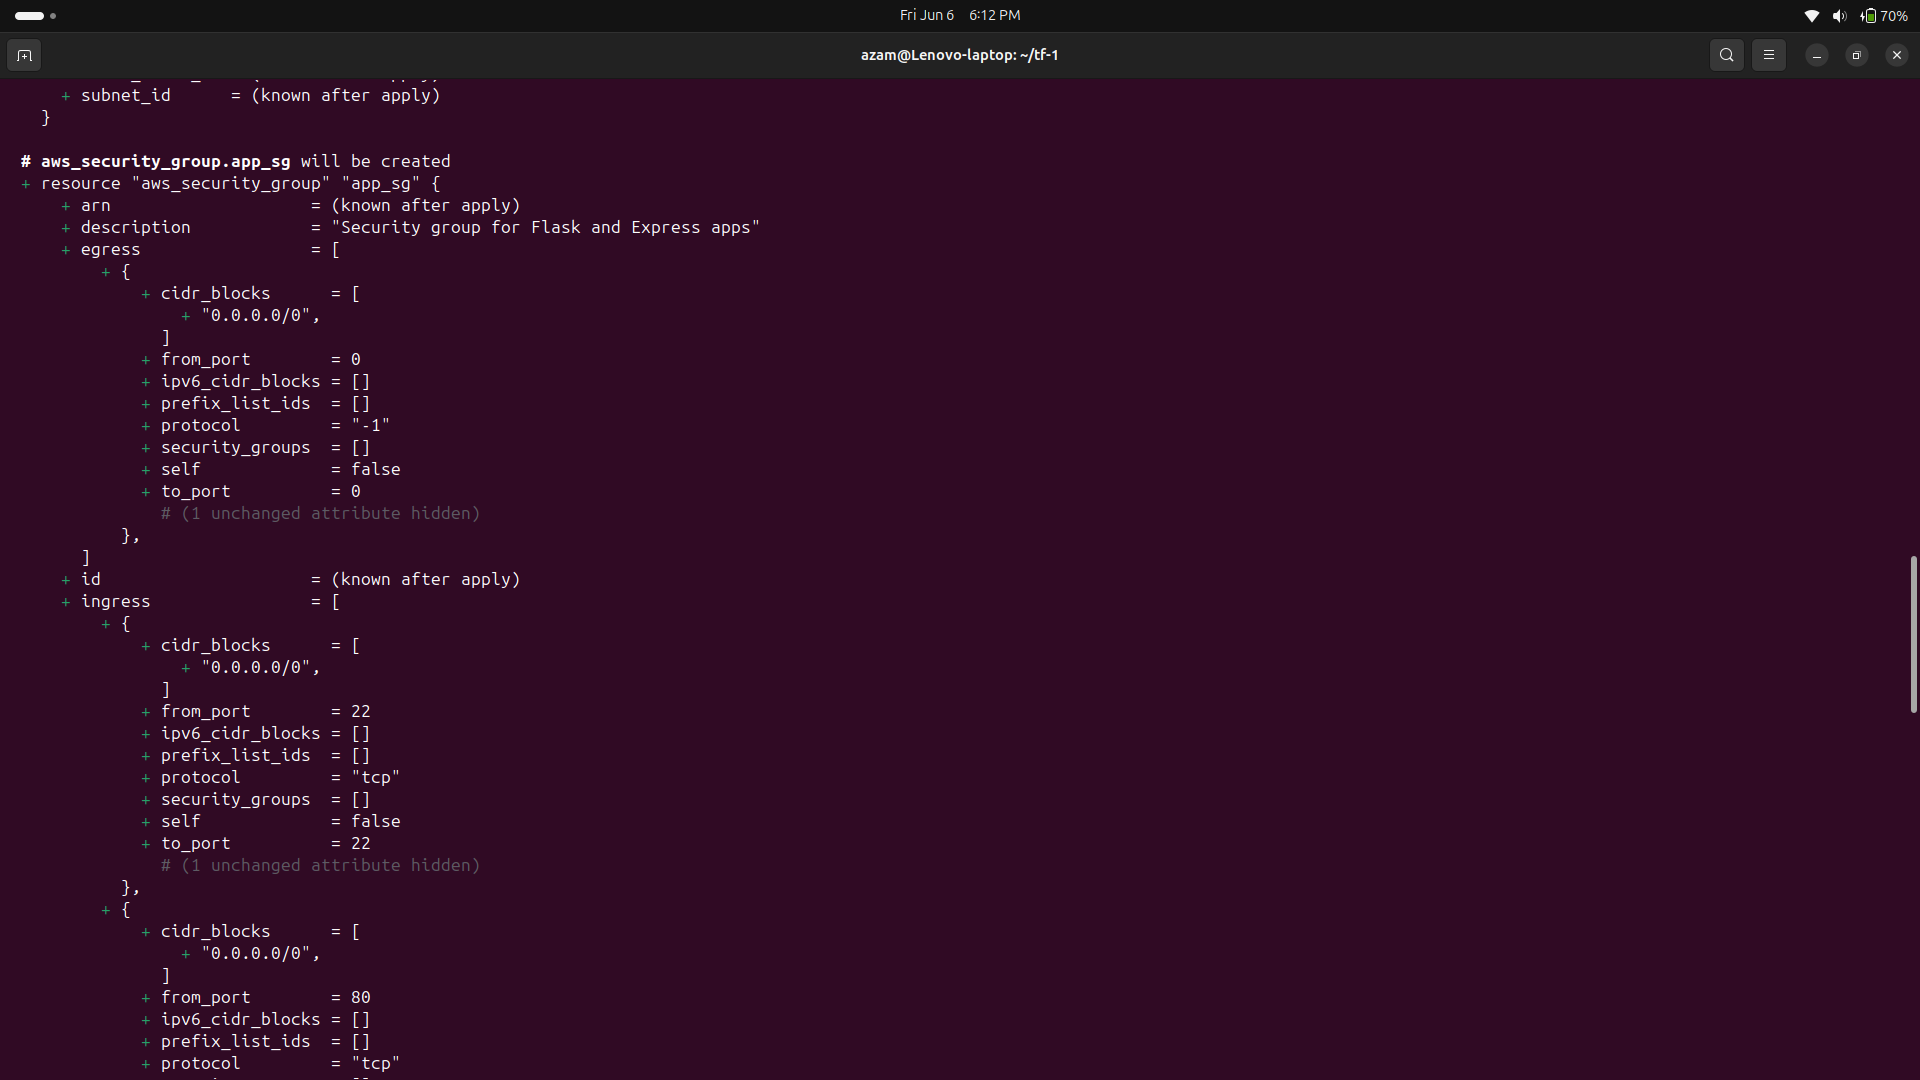 Fri Jun 6 6:12 PM
70%
azam@Lenovo-laptop: ~/tf-1
+ subnet_id      = (known after apply)
}
# aws_security_group.app_sg will be created
+ resource "aws_security_group" "app_sg" {
+ arn                    = (known after apply)
+ description            = "Security group for Flask and Express apps"
+ egress                 = [
+ {
+ cidr_blocks      = [
+ "0.0.0.0/0",
]
+ from_port        = 0
+ ipv6_cidr_blocks = []
+ prefix_list_ids  = []
+ protocol         = "-1"
+ security_groups  = []
+ self             = false
+ to_port          = 0
# (1 unchanged attribute hidden)
},
]
+ id                     = (known after apply)
+ ingress                = [
+ {
+ cidr_blocks      = [
+ "0.0.0.0/0",
]
+ from_port        = 22
+ ipv6_cidr_blocks = []
+ prefix_list_ids  = []
+ protocol         = "tcp"
+ security_groups  = []
+ self             = false
+ to_port          = 22
# (1 unchanged attribute hidden)
},
+ {
+ cidr_blocks      = [
+ "0.0.0.0/0",
]
+ from_port        = 80
+ ipv6_cidr_blocks = []
+ prefix_list_ids  = []
+ protocol         = "tcp"